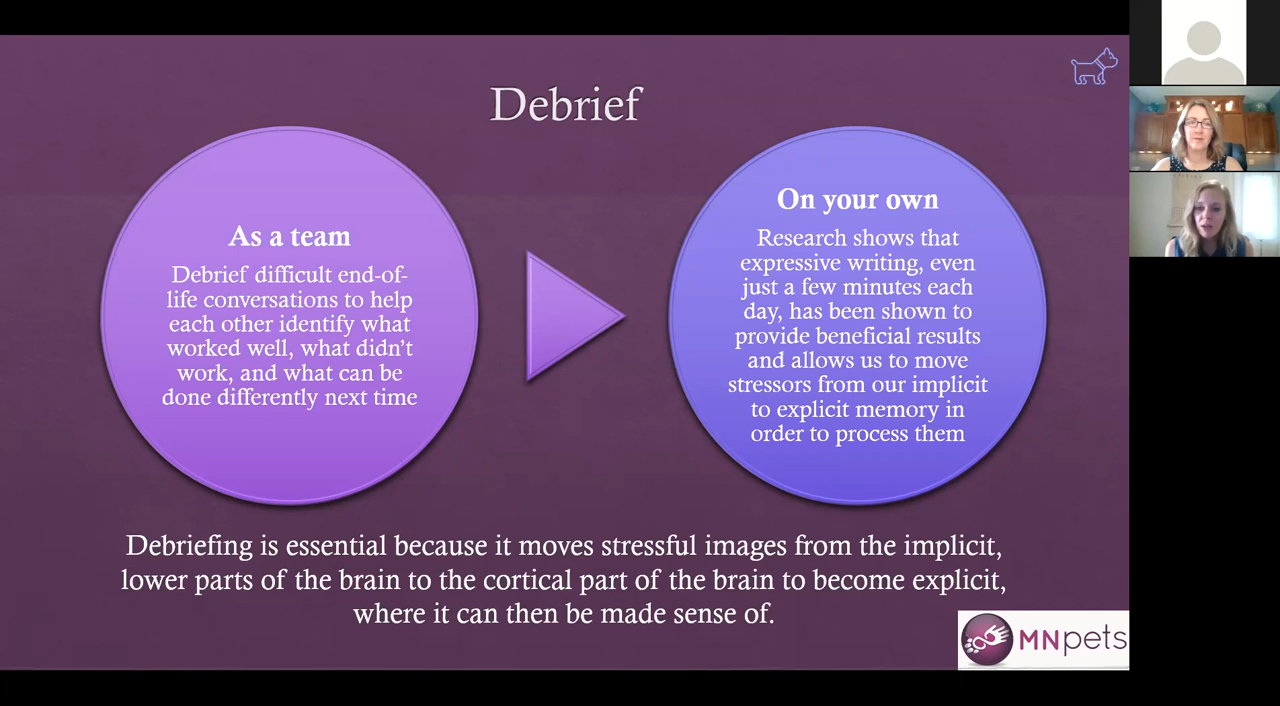 Debrief
As a team
Debrief difficult end-of-
life conversations to help
each other identify what
worked well, what didn't
work, and what can be
done differently next time
On your own
Research shows that
expressive writing, even
just a few minutes each
day, has been shown to
provide beneficial results
and allows us to move
stressors from our implicit
to explicit memory in
order to process them
Debriefing is essential because it moves stressful images from the implicit,
lower parts of the brain to the cortical part of the brain to become explicit,
where it can then be made sense of.
MNpets